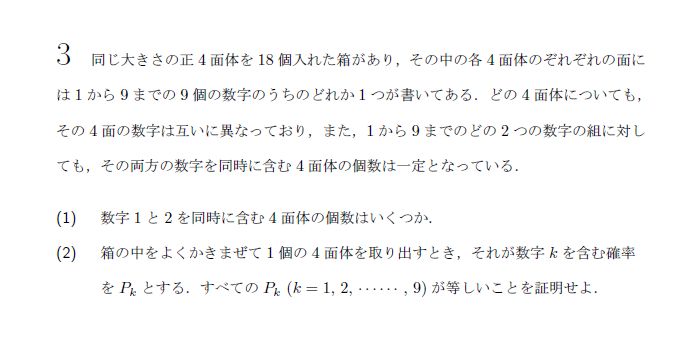 3 同じ大きさの正 4 面体を 18 個入れた箱があり，その中の各 4 面体のぞれぞれの面に
は 1 から 9 までの 9 個の数字のうちのどれか 1 つが書いてある．どの 4 面体についても，
その 4 面の数字は互いに異なっており，また，1 から 9 までのどの 2 つの数字の組に対し
ても，その両方の数字を同時に含む 4 面体の個数は一定となっている．
(1) 数字 1 と 2 を同時に含む 4 面体の個数はいくつか．
(2) 箱の中をよくかきまぜて 1 個の 4 面体を取り出すとき，それが数字 k を含む確率
を Pk とする．すべての Pk (k = 1, 2, ⋯⋯ , 9) が等しいことを証明せよ．